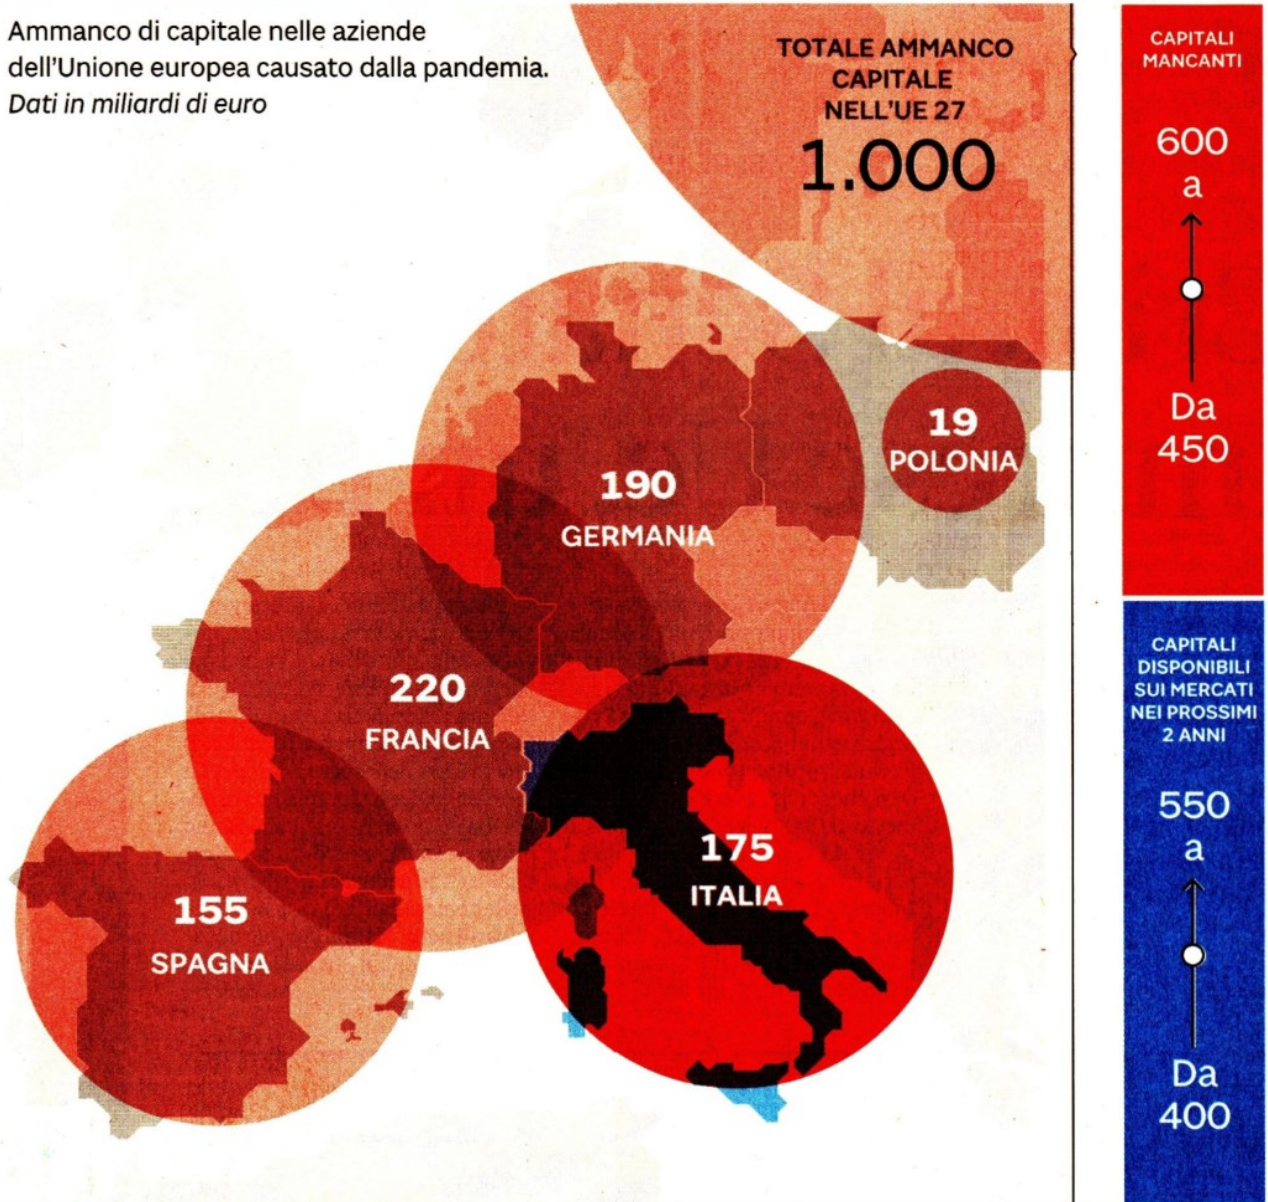 Ammanco di capitale nelle aziende
dell'Unione europea causato dalla pandemia.
Dati in miliardi di euro
TOTALE AMMANCO
CAPITALE
NELL'UE 27
1.000
19
POLONIA
190
GERMANIA
220
FRANCIA
175
ITALIA
155
SPAGNA
CAPITALI
MANCANTI
600
a
Da
450
CAPITALI
DISPONIBILI
SUI MERCATI
NEI PROSSIMI
2 ANNI
550
a
Da
400